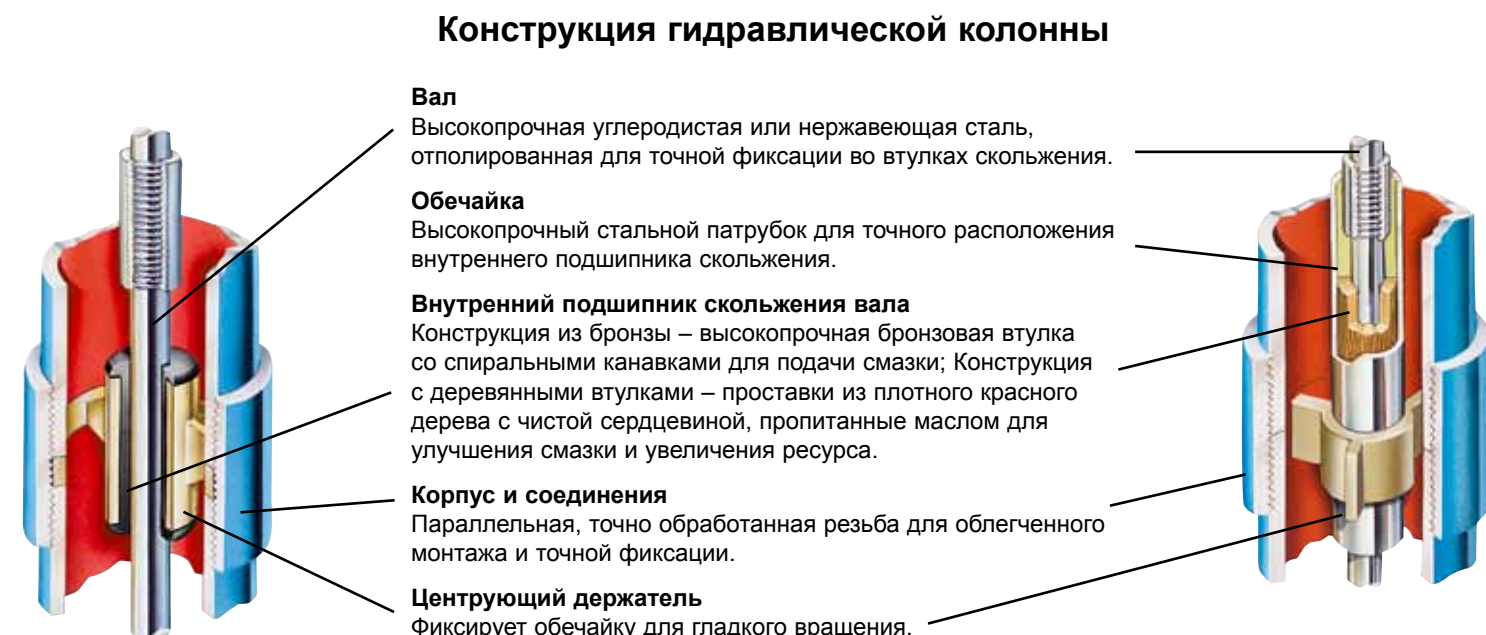 Конструкция гидравлической колонны
Вал
Высокопрочная углеродистая или нержавеющая сталь,
отполированная для точной фиксации во втулках скольжения.
Обечайка
Высокопрочный стальной патрубок для точного расположения
внутреннего подшипника скольжения.
Внутренний подшипник скольжения вала
Конструкция из бронзы – высокопрочная бронзовая втулка
со спиральными канавками для подачи смазки; Конструкция
с деревянными втулками – проставки из плотного красного
дерева с чистой сердцевиной, пропитанные маслом для
улучшения смазки и увеличения ресурса.
Корпус и соединения
Параллельная, точно обработанная резьба для облегченного
монтажа и точной фиксации.
Центрующий держатель
Фиксирует обечайку для гладкого вращения.